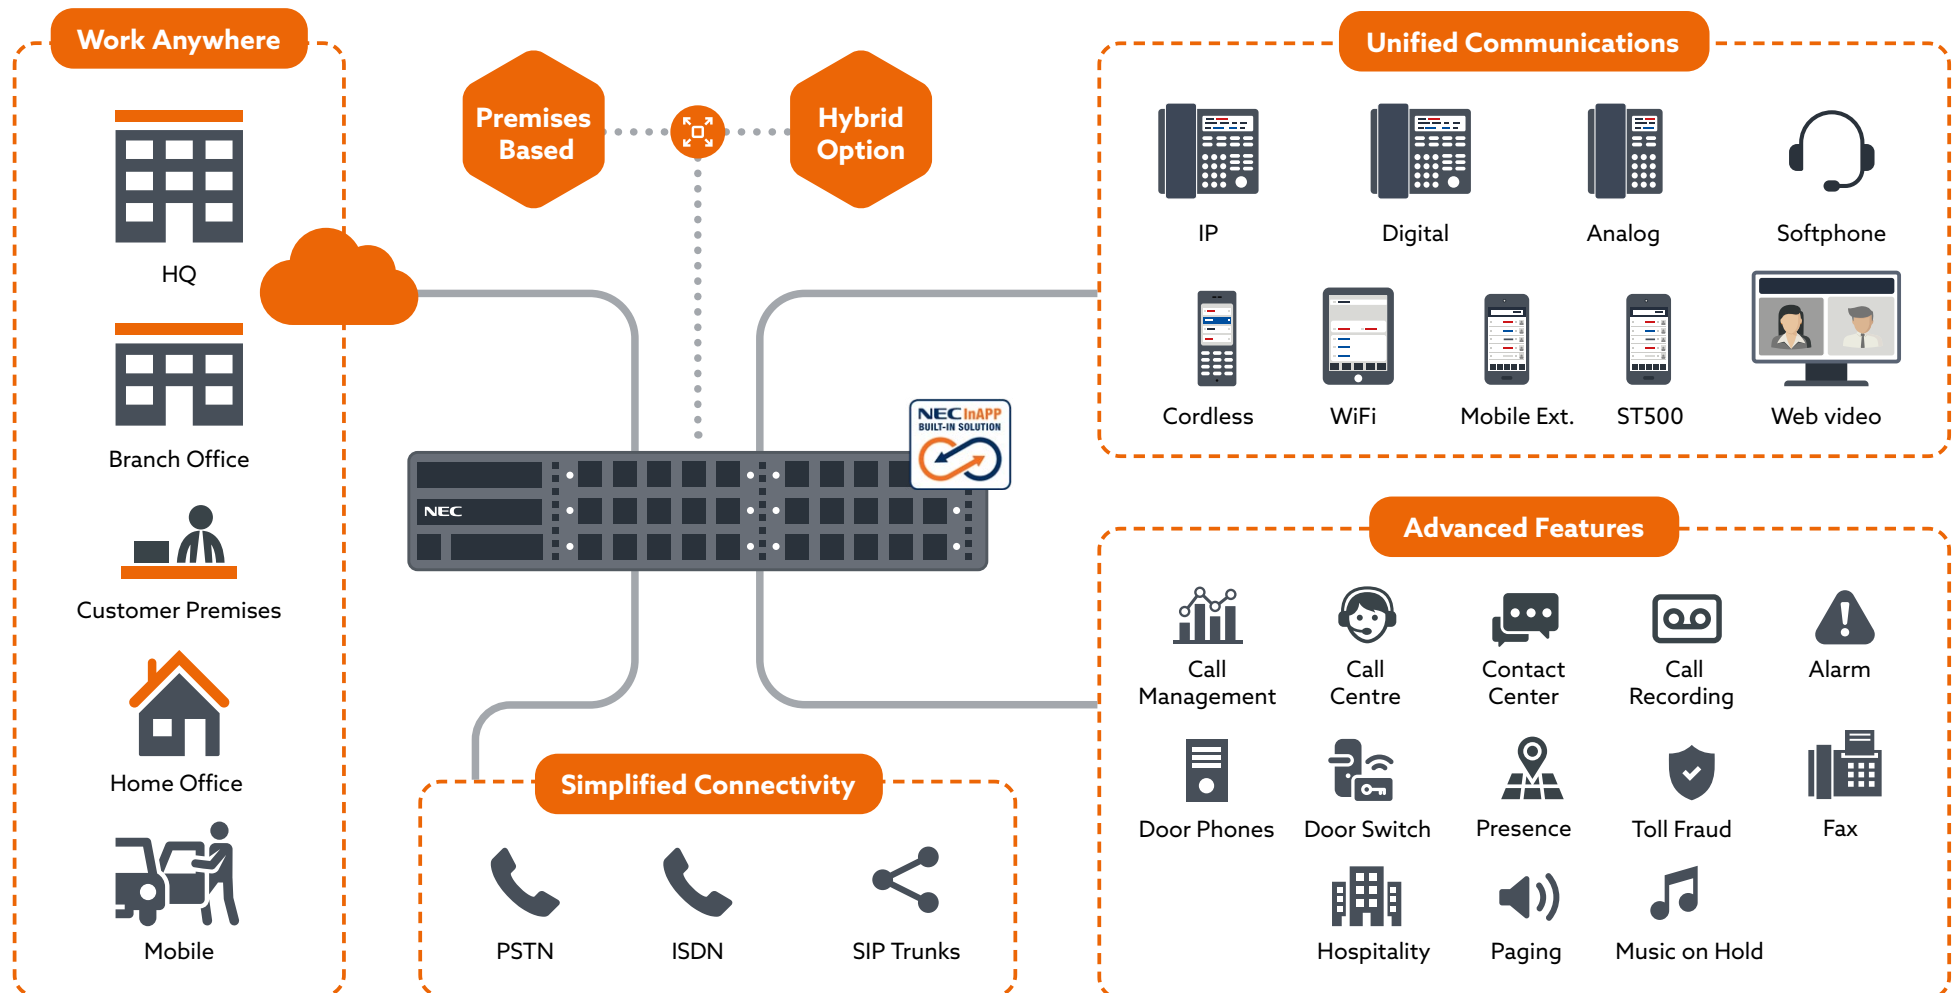 Work Anywhere
HQ
Branch Office
Customer Premises
Home Office
Mobile
Premises
Based
Hybrid
Option
NEC InAPP
BUILT-IN SOLUTION
NEC
Simplified Connectivity
PSTN
ISDN
SIP Trunks
Unified Communications
IP
Digital
Analog
Softphone
Cordless
WiFi
Mobile Ext.
ST500
Web video
Advanced Features
Call
Management
Call
Centre
Contact
Center
Call
Recording
Alarm
Door Phones
Door Switch
Presence
Toll Fraud
Fax
Hospitality
Paging
Music on Hold